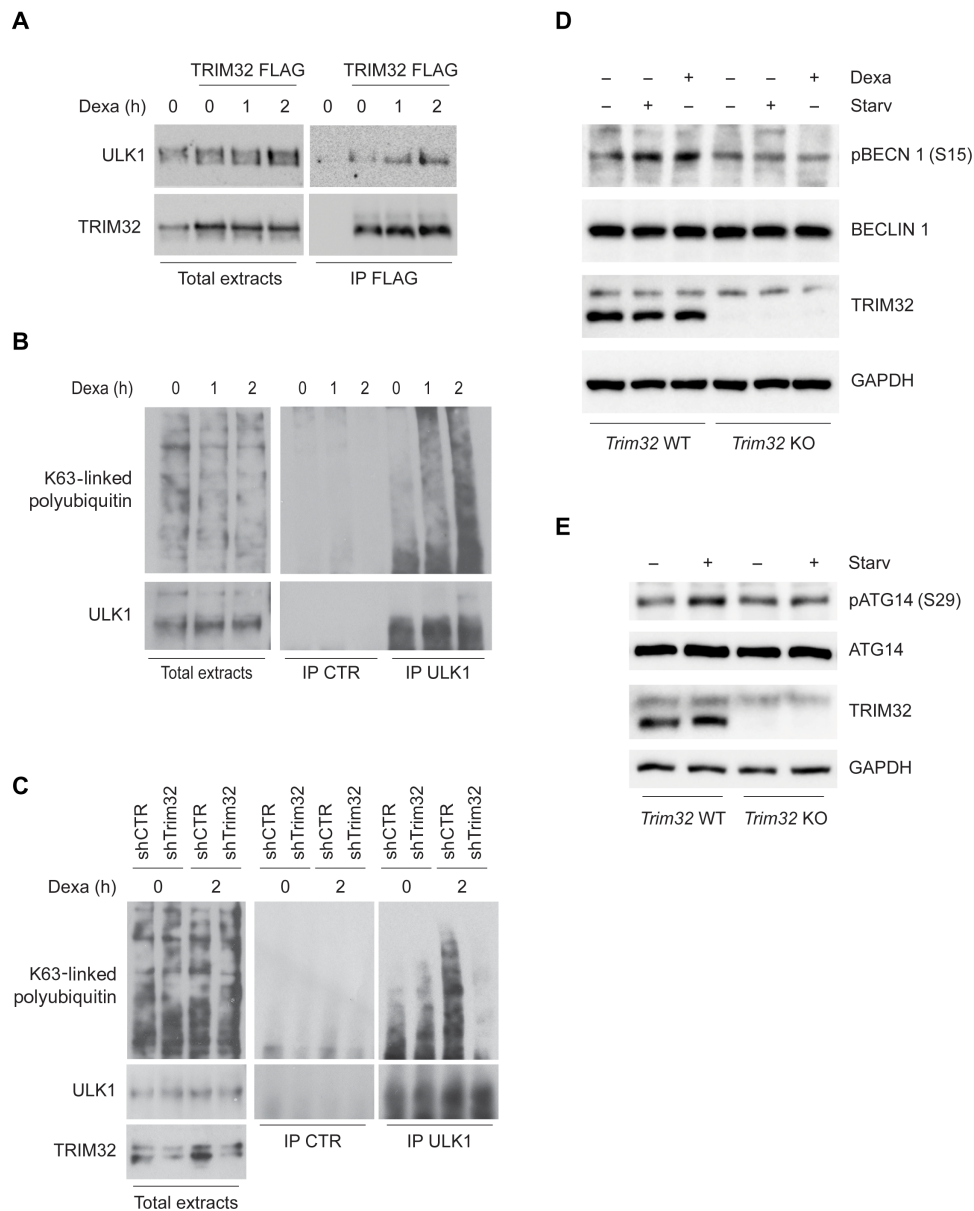 A
TRIM32 FLAG TRIM32 FLAG
Dexa (h) 0 0 1 2 0 0 1 2
ULK1
TRIM32
Total extracts IP FLAG
B
Dexa (h) 0 1 2 0 1 2 0 1 2
K63-linked
polyubiquitin
ULK1
Total extracts IP CTR IP ULK1
C
shCTR shTrim32 shCTR shTrim32 shCTR shTrim32 shCTR shTrim32 shCTR shTrim32 shCTR shTrim32
Dexa (h) 0 2 0 2 0 2
K63-linked
polyubiquitin
ULK1
IP CTR IP ULK1
TRIM32
Total extracts
D
– – + – – + Dexa
– + – – + – Starv
pBECN 1 (S15)
BECLIN 1
TRIM32
GAPDH
Trim32 WT Trim32 KO
E
– + – + Starv
pATG14 (S29)
ATG14
TRIM32
GAPDH
Trim32 WT Trim32 KO